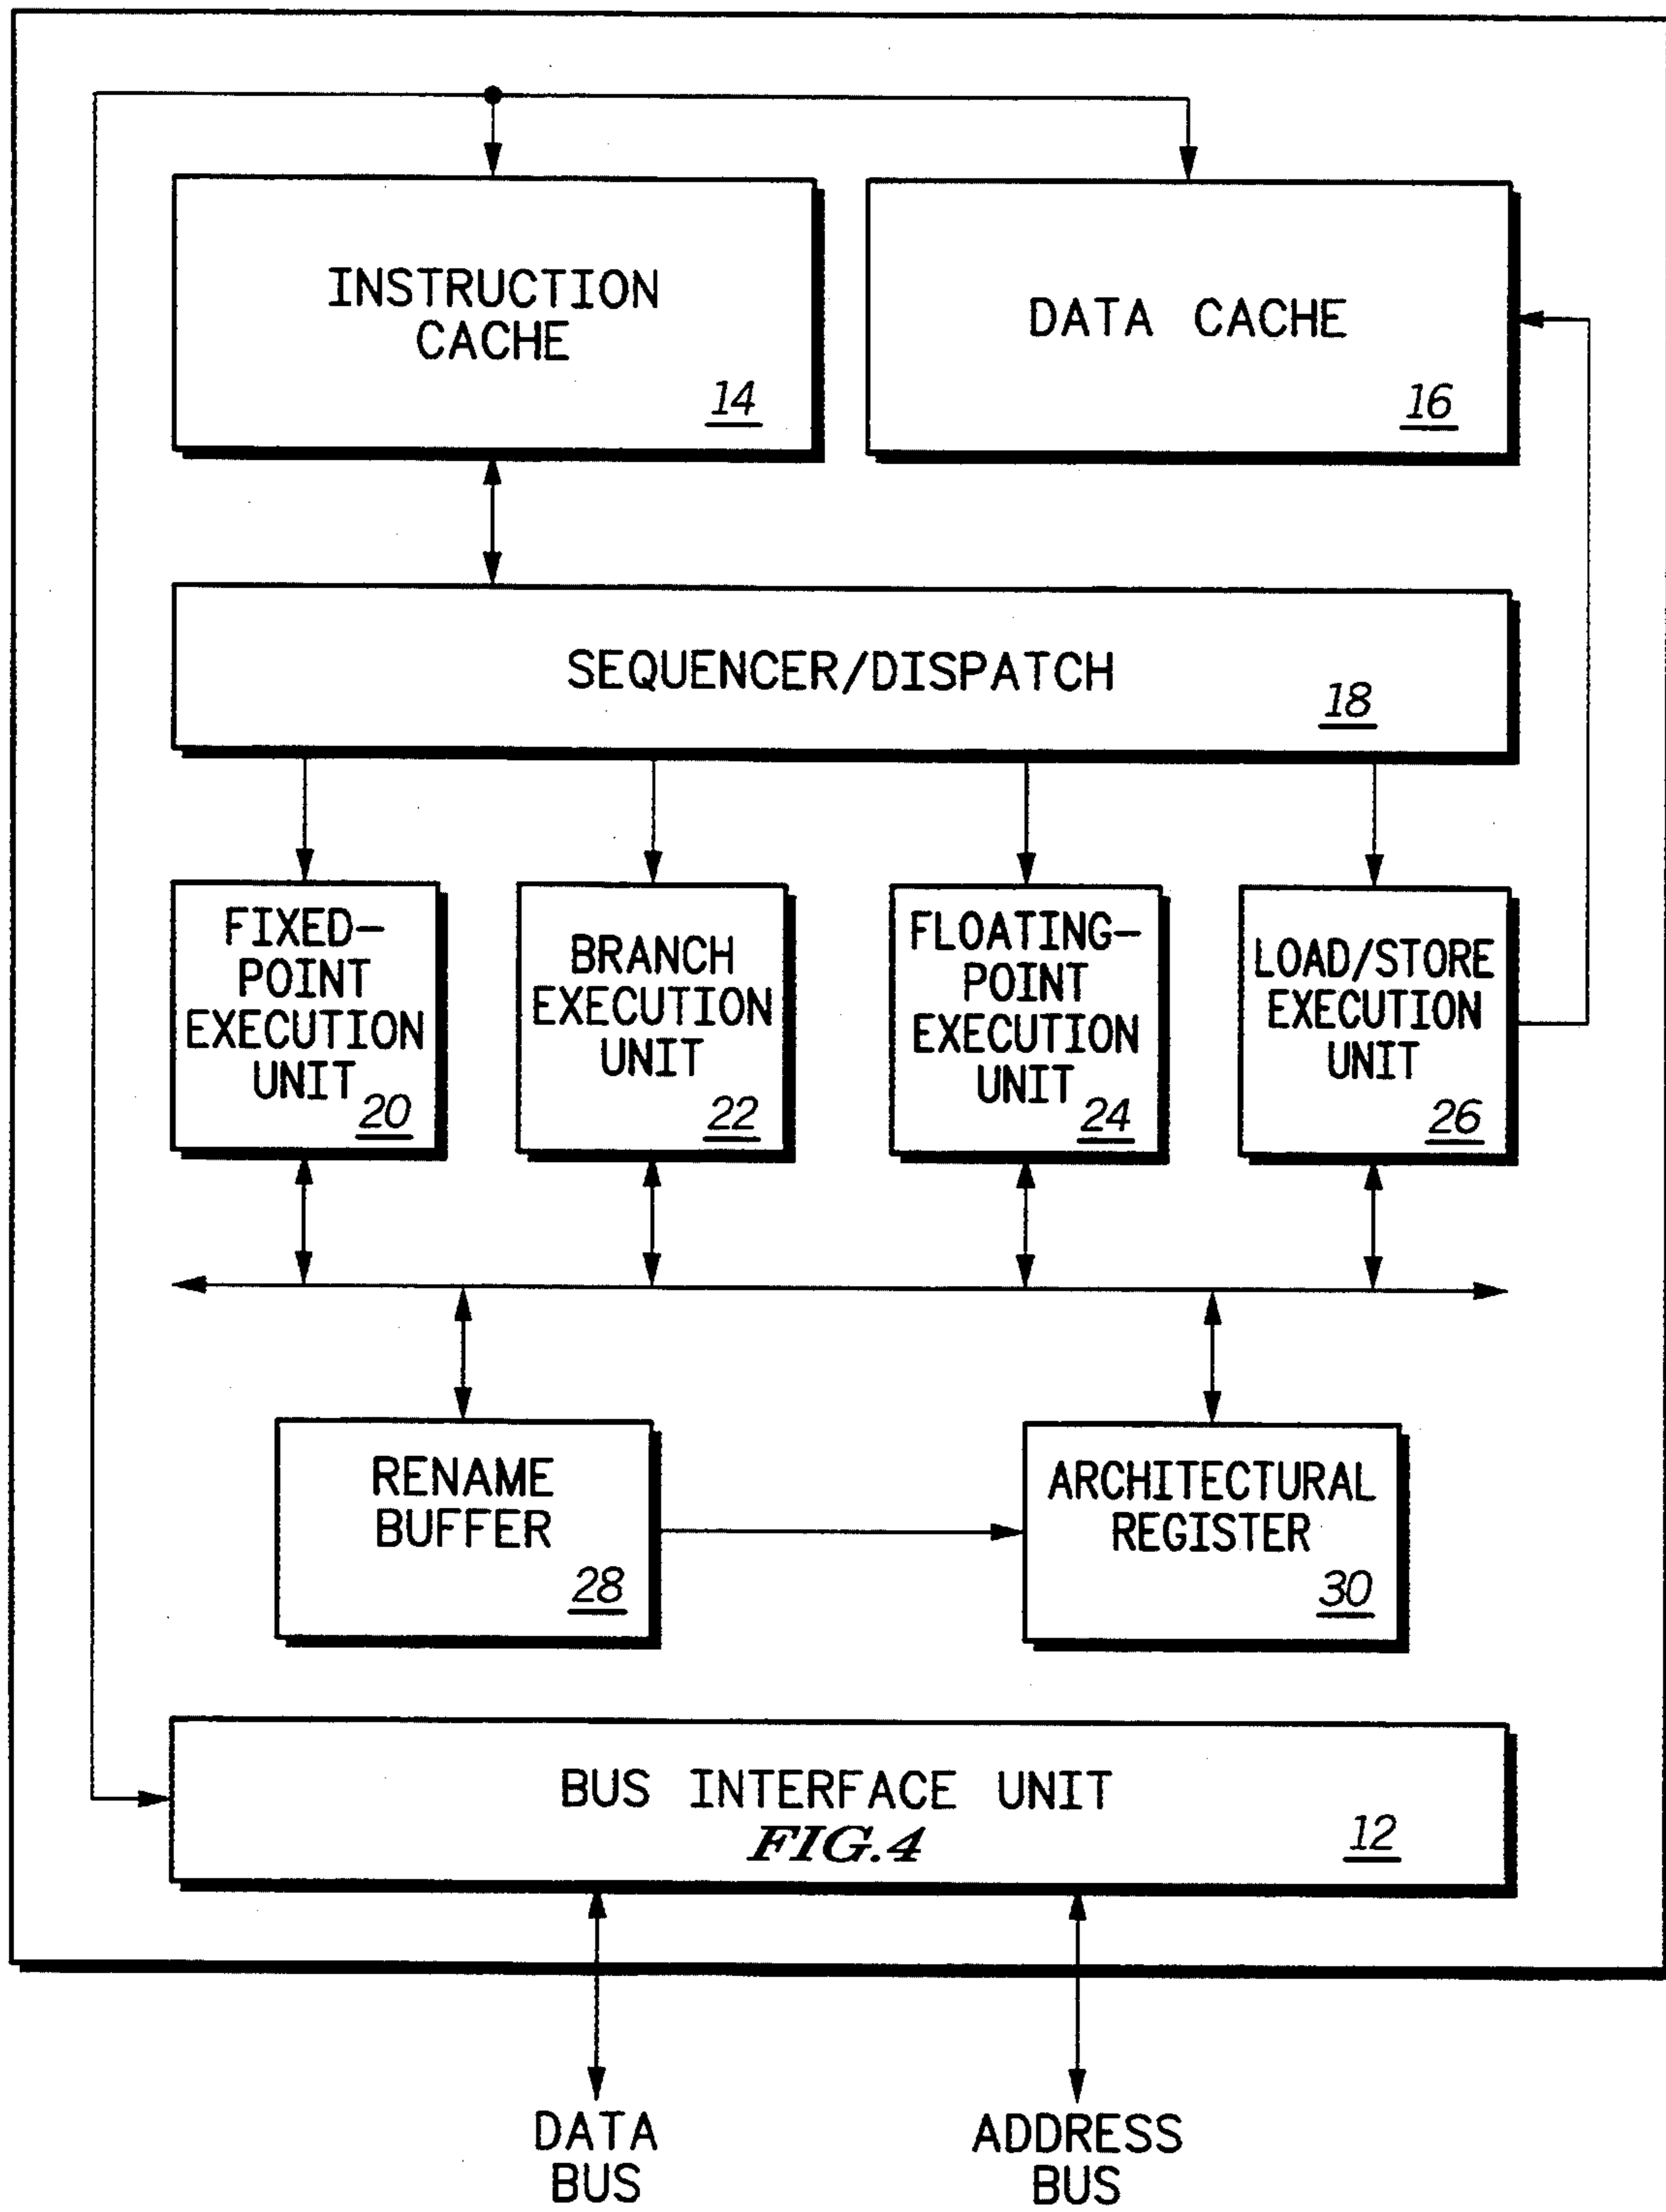 INSTRUCTION
CACHE
14
DATA CACHE
16
SEQUENCER/DISPATCH
18
FIXED-
POINT
EXECUTION
UNIT
20
BRANCH
EXECUTION
UNIT
22
FLOATING-
POINT
EXECUTION
UNIT
24
LOAD/STORE
EXECUTION
UNIT
26
RENAME
BUFFER
28
ARCHITECTURAL
REGISTER
30
BUS INTERFACE UNIT
FIG.4
12
DATA
BUS
ADDRESS
BUS